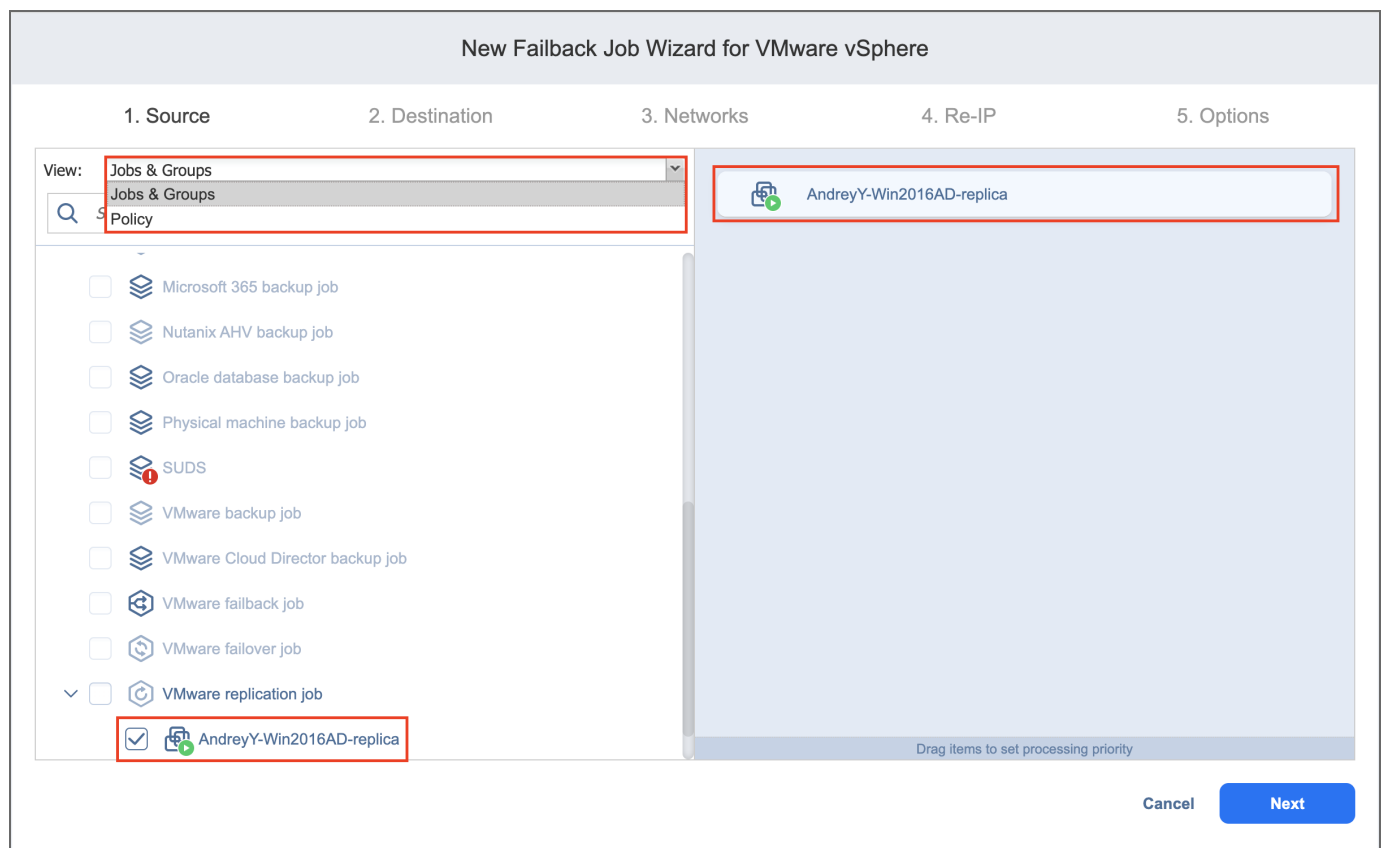 New Failback Job Wizard for VMware vSphere
1. Source
2. Destination
3. Networks
4. Re-IP
5. Options
View:
Jobs & Groups
Jobs & Groups
Policy
S
Microsoft 365 backup job
Nutanix AHV backup job
Oracle database backup job
Physical machine backup job
SUDS
VMware backup job
VMware Cloud Director backup job
VMware failback job
VMware failover job
VMware replication job
AndreyY-Win2016AD-replica
AndreyY-Win2016AD-replica
Drag items to set processing priority
Cancel
Next